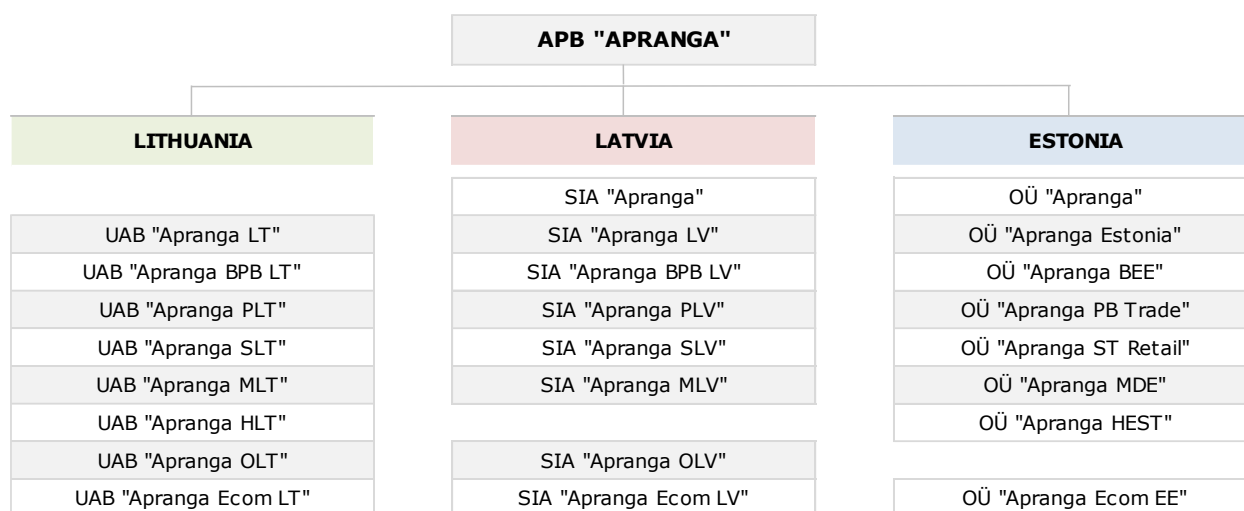 APB "APRANGA"
LITHUANIA
LATVIA
ESTONIA
SIA "Apranga"
OÜ "Apranga"
UAB "Apranga LT"
SIA "Apranga LV"
OÜ "Apranga Estonia"
UAB "Apranga BPB LT"
SIA "Apranga BPB LV"
OÜ "Apranga BEE"
UAB "Apranga PLT"
SIA "Apranga PLV"
OÜ "Apranga PB Trade"
UAB "Apranga SLT"
SIA "Apranga SLV"
OÜ "Apranga ST Retail"
UAB "Apranga MLT"
SIA "Apranga MLV"
OÜ "Apranga MDE"
UAB "Apranga HLT"
OÜ "Apranga HEST"
UAB "Apranga OLT"
SIA "Apranga OLV"
UAB "Apranga Ecom LT"
SIA "Apranga Ecom LV"
OÜ "Apranga Ecom EE"